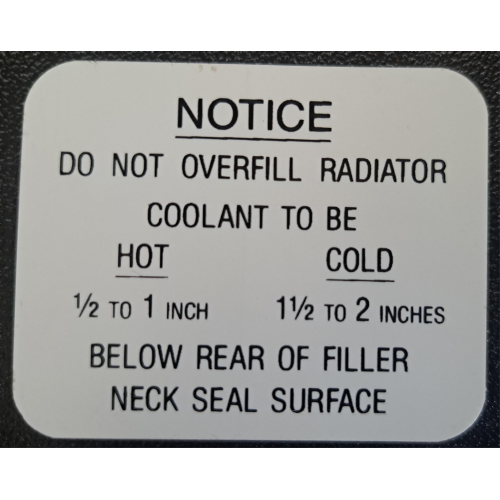 NOTICE
DO NOT OVERFILL RADIATOR
COOLANT TO BE
HOT COLD
½ TO 1 INCH 1½ TO 2 INCHES
BELOW REAR OF FILLER
NECK SEAL SURFACE